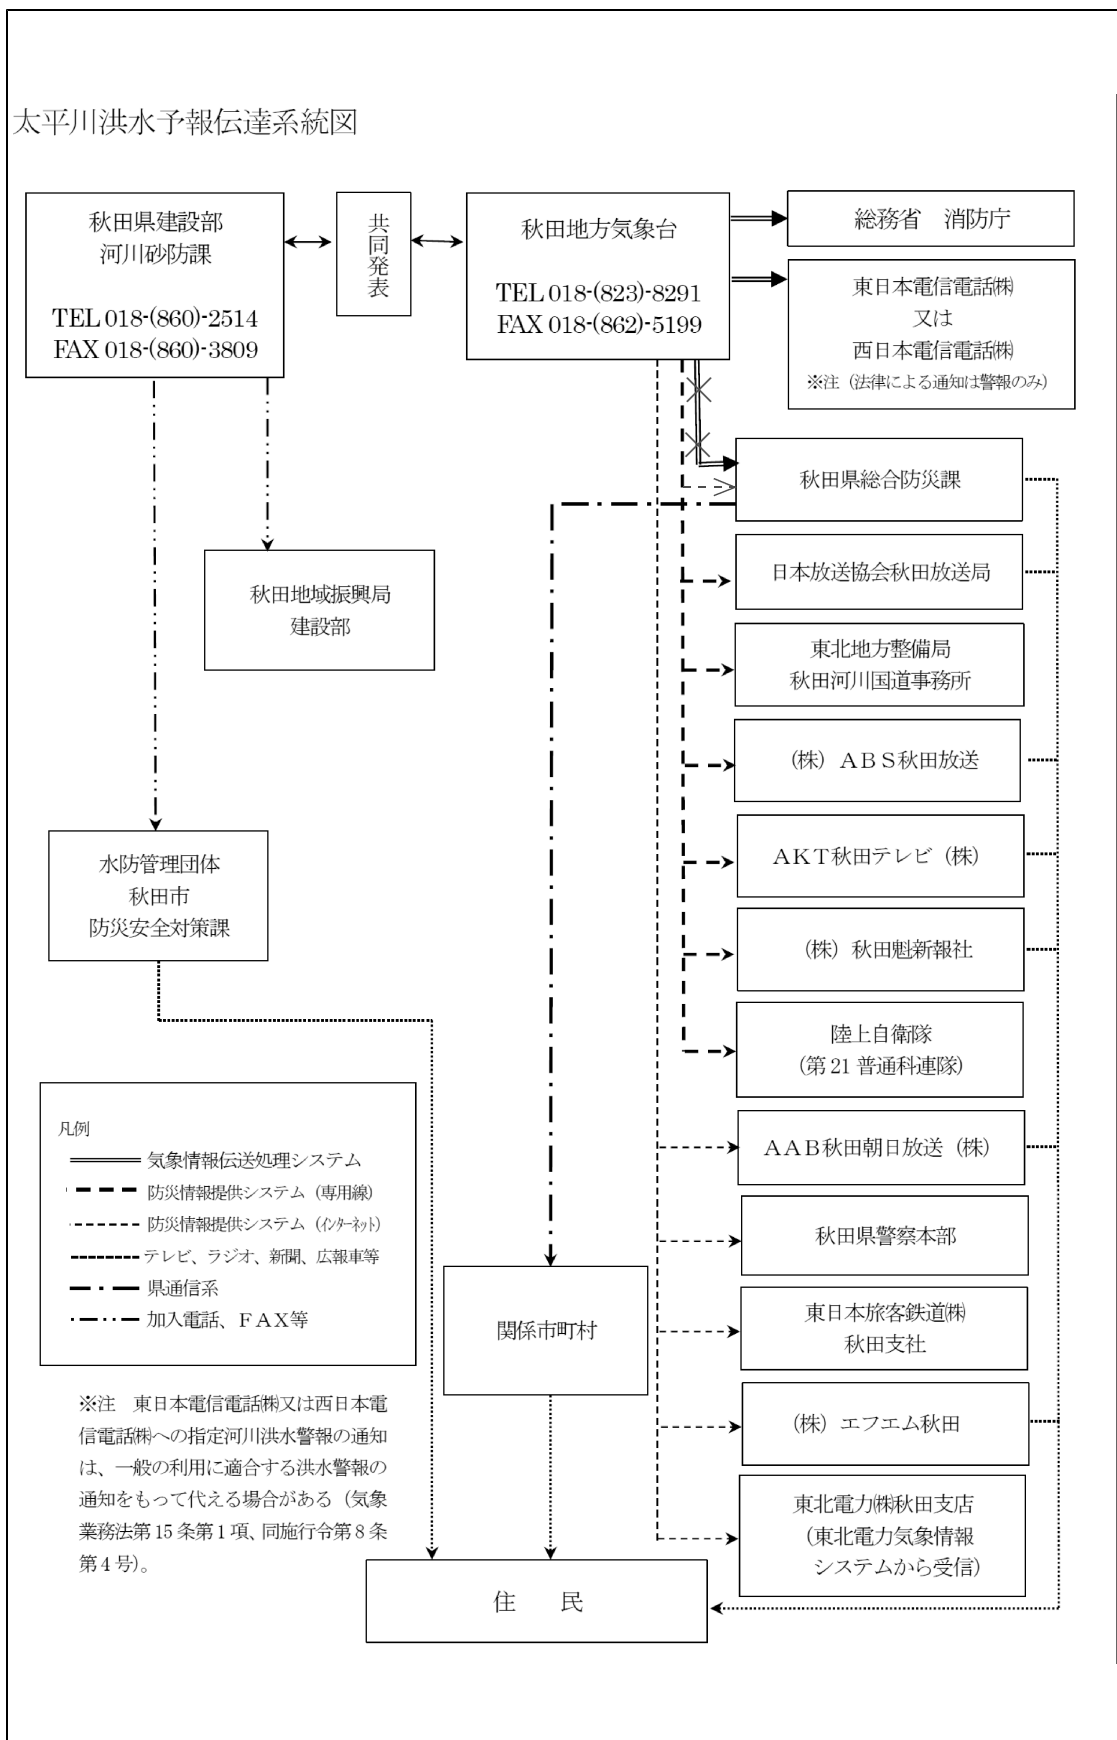 太平川洪水予報伝達系統図
秋田県建設部
河川砂防課
TEL 018-(860)-2514
FAX 018-(860)-3809
共同発表
秋田地方気象台
TEL 018-(823)-8291
FAX 018-(862)-5199
総務省　消防庁
東日本電信電話㈱
又は
西日本電信電話㈱
※注（法律による通知は警報のみ）
秋田県総合防災課
日本放送協会秋田放送局
秋田地域振興局
建設部
東北地方整備局
秋田河川国道事務所
（株）ＡＢＳ秋田放送
水防管理団体
秋田市
防災安全対策課
ＡＫＴ秋田テレビ（株）
（株）秋田魁新報社
陸上自衛隊
（第21普通科連隊）
ＡＡＢ秋田朝日放送（株）
秋田県警察本部
東日本旅客鉄道㈱
秋田支社
（株）エフエム秋田
東北電力㈱秋田支店
（東北電力気象情報
システムから受信）
凡例
気象情報伝送処理システム
防災情報提供システム（専用線）
防災情報提供システム（インターネット）
テレビ、ラジオ、新聞、広報車等
県通信系
加入電話、ＦＡＸ等
関係市町村
※注　東日本電信電話㈱又は西日本電
信電話㈱への指定河川洪水警報の通知
は、一般の利用に適合する洪水警報の
通知をもって代える場合がある（気象
業務法第15条第1項、同施行令第8条
第4号）。
住　　民